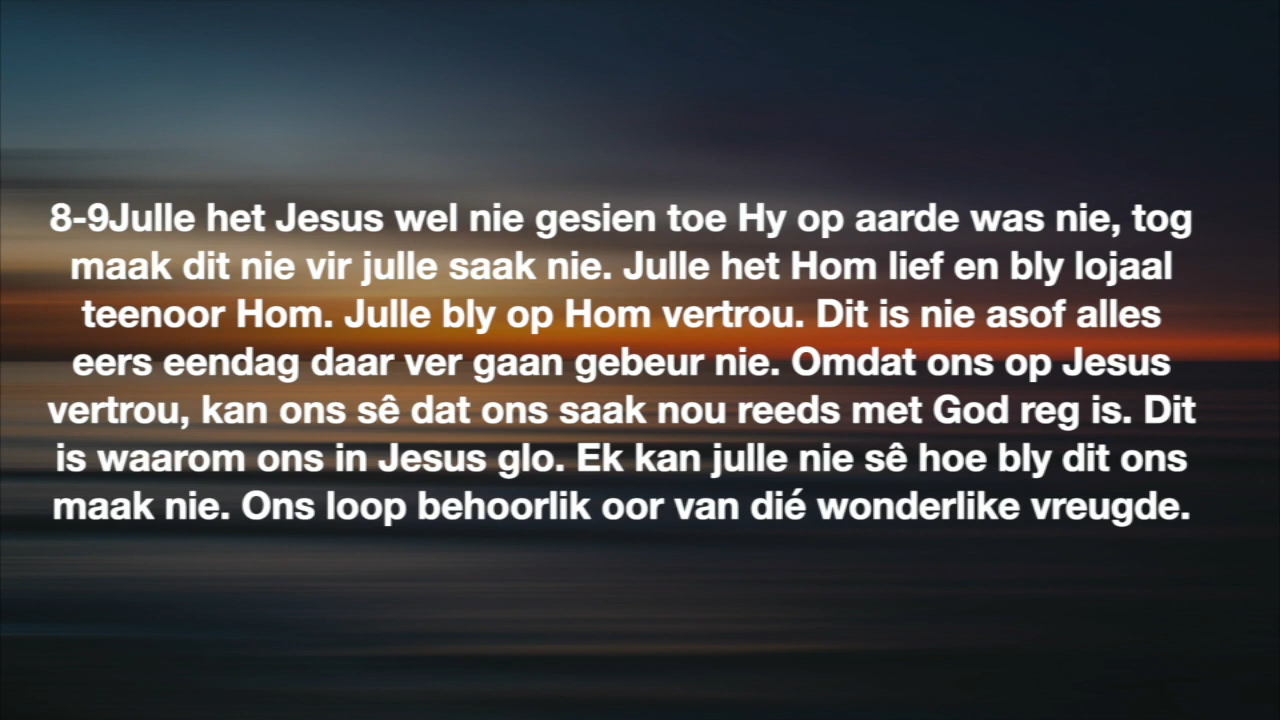 8-9Julle het Jesus wel nie gesien toe Hy op aarde was nie, tog
maak dit nie vir julle saak nie. Julle het Hom lief en bly lojaal
teenoor Hom. Julle bly op Hom vertrou. Dit is nie asof alles
eers eendag daar ver gaan gebeur nie. Omdat ons op Jesus
vertrou, kan ons sê dat ons saak nou reeds met God reg is. Dit
is waarom ons in Jesus glo. Ek kan julle nie sê hoe bly dit ons
maak nie. Ons loop behoorlik oor van dié wonderlike vreugde.